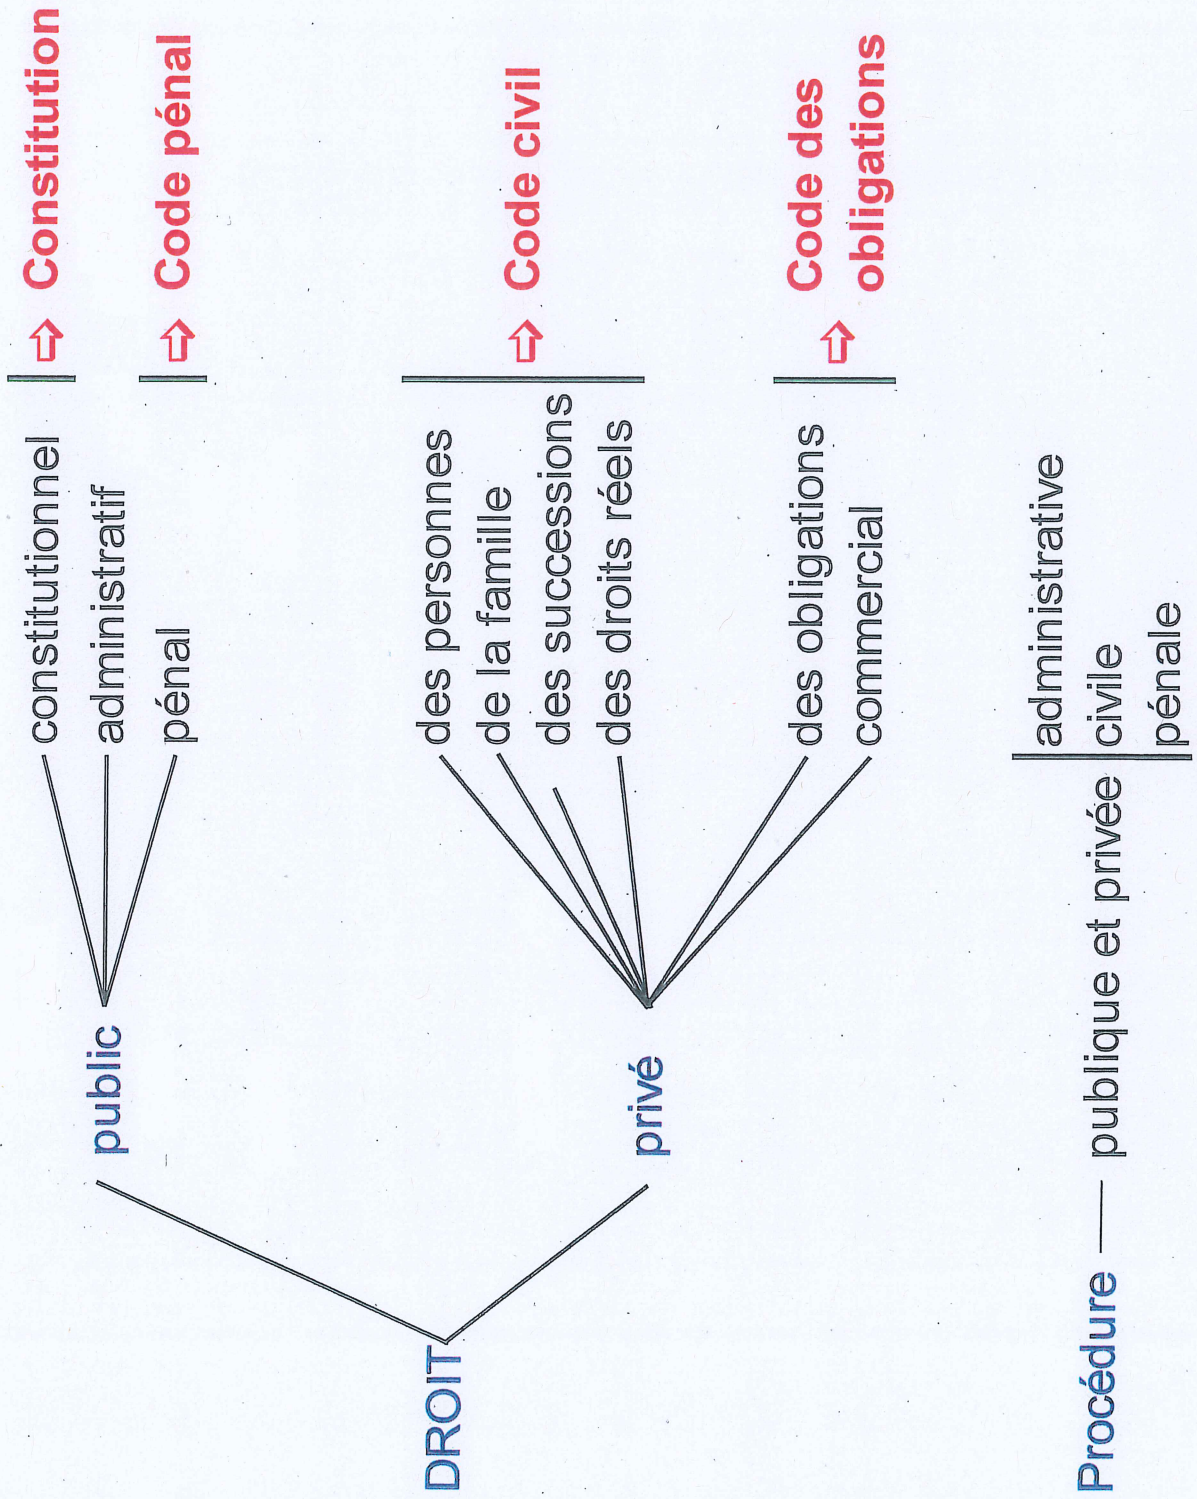 DROIT
public
constitutionnel
administratif
pénal
Constitution
Code pénal
privé
des personnes
de la famille
des successions
des droits réels
Code civil
des obligations
commercial
Code des
obligations
Procédure
publique et privée
administrative
civile
pénale